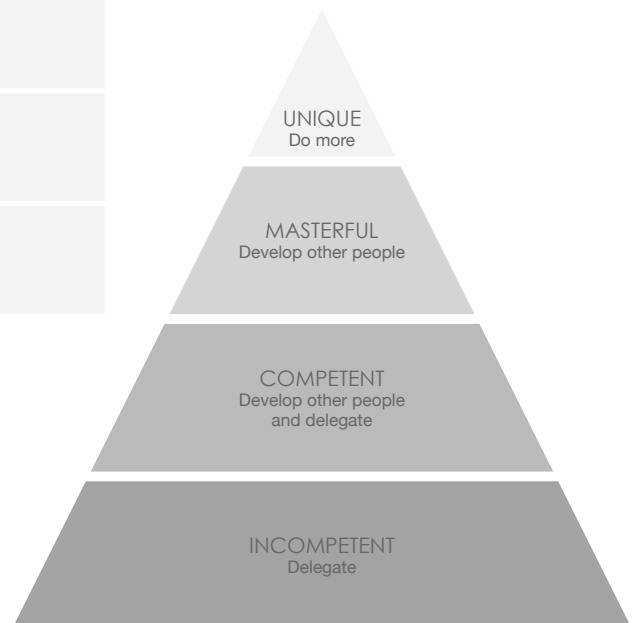 UNIQUE
Do more
MASTERFUL
Develop other people
COMPETENT
Develop other people
and delegate
INCOMPETENT
Delegate